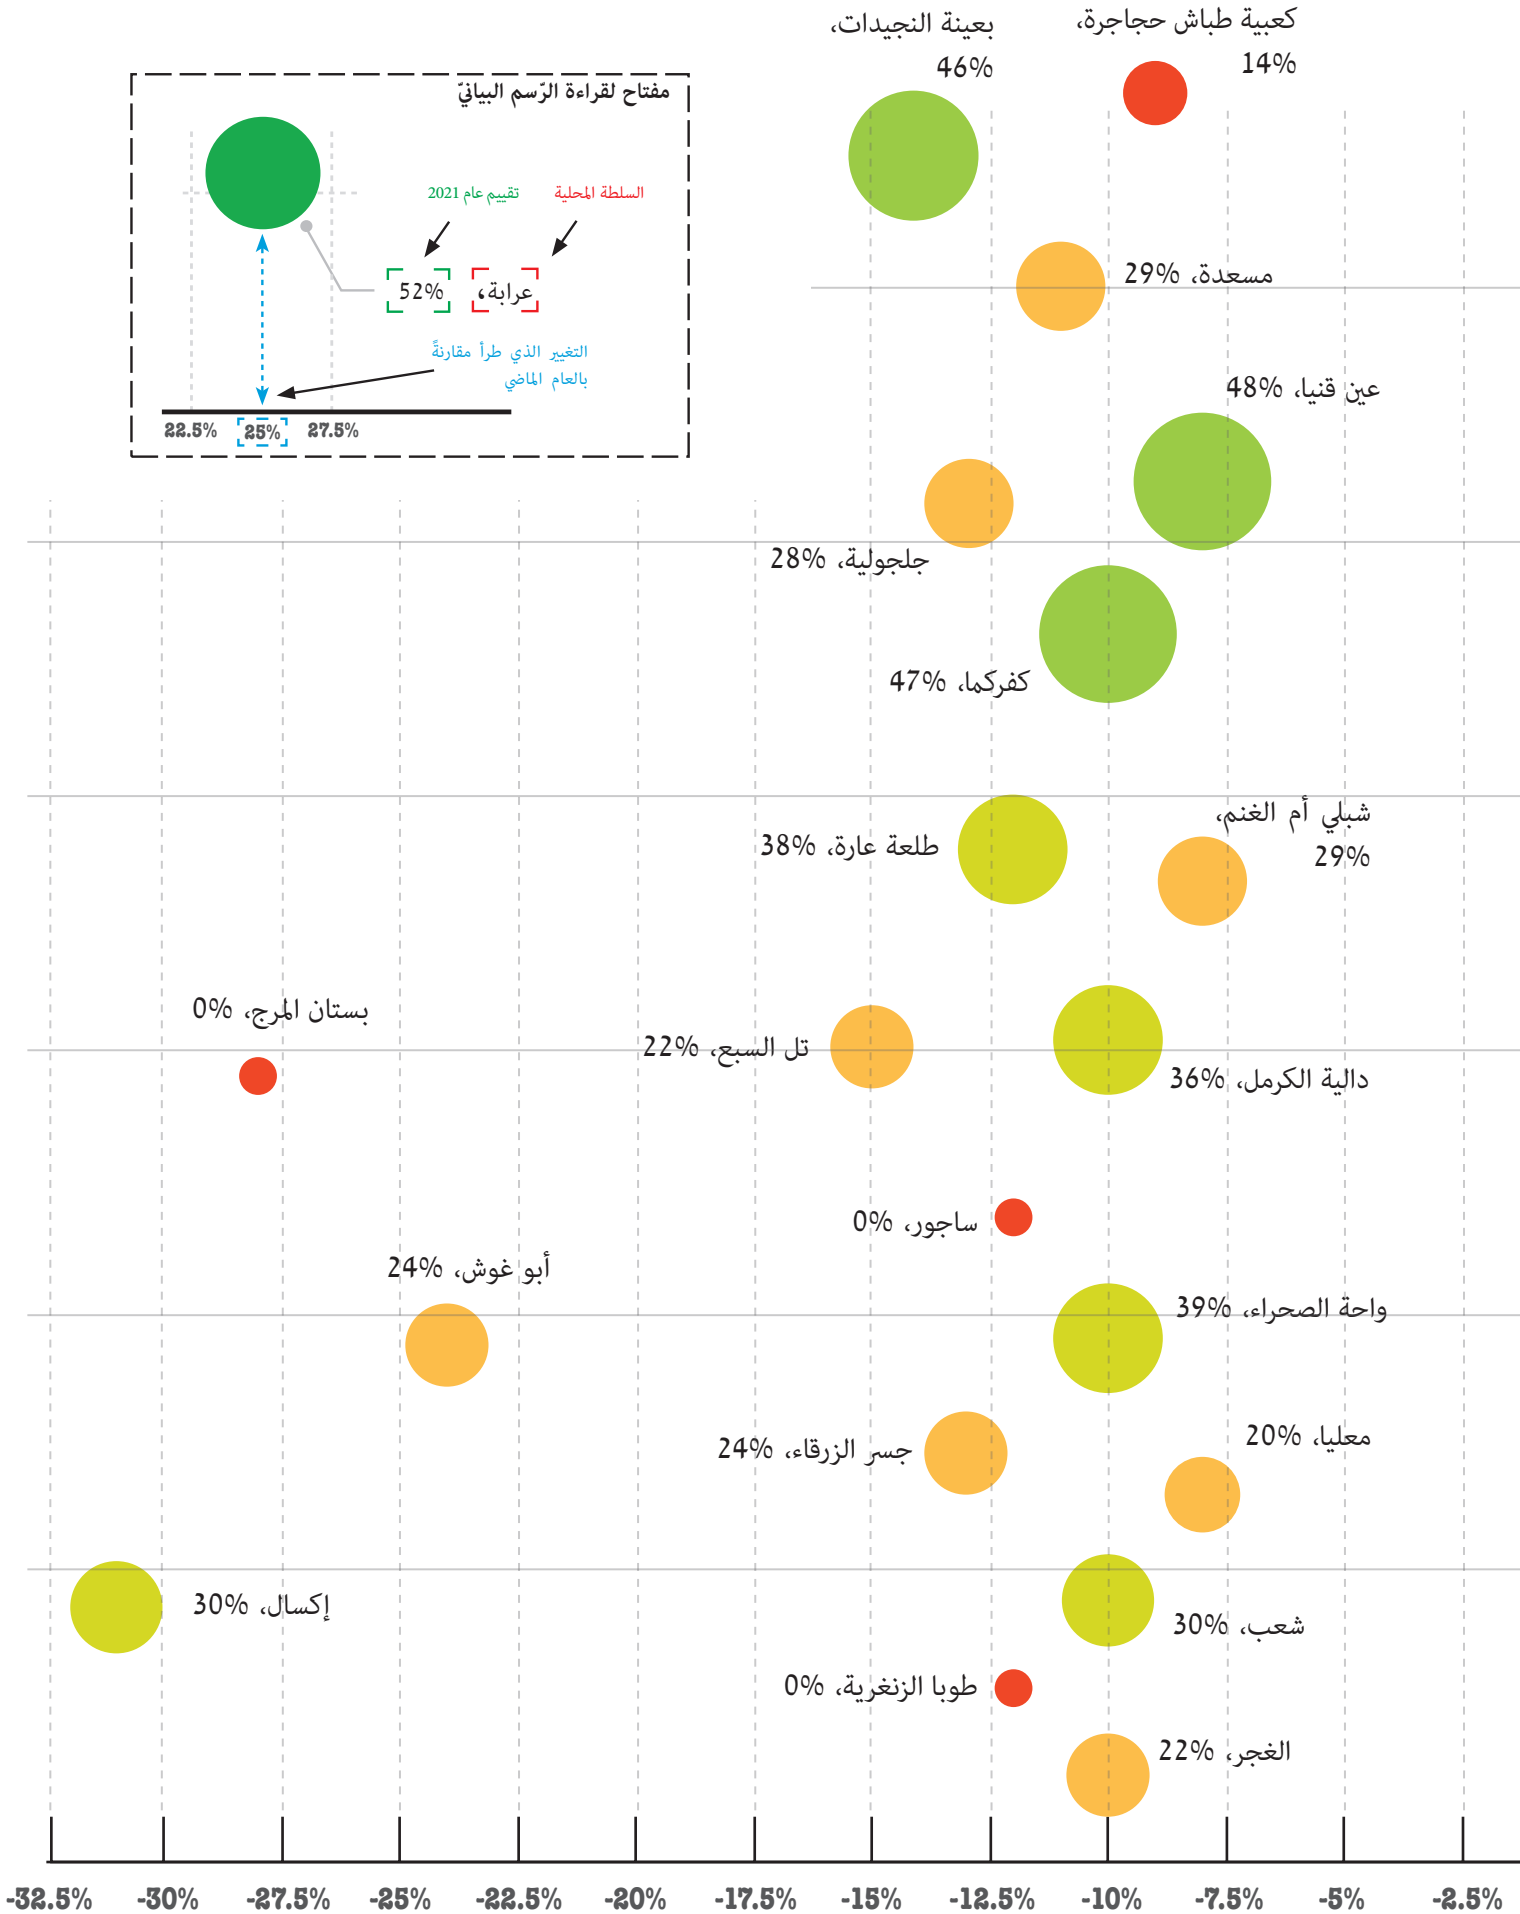 كعبية طباش حجاجرة،
14%
بعينة النجيدات،
46%
مفتاح لقراءة الرّسم البيانيّ
السلطة المحلية
تقييم عام 2021
عرابة، 52%
التغيير الذي طرأ مقارنةً
بالعام الماضي
22.5% 25% 27.5%
مسعدة، 29%
عين قنيا، 48%
جلجولية، 28%
كفركما، 47%
شبلي أم الغنم،
29%
طلعة عارة، 38%
بستان المرج، 0%
تل السبع، 22%
دالية الكرمل، 36%
ساجور، 0%
أبو غوش، 24%
واحة الصحراء، 39%
معليا، 20%
جسر الزرقاء، 24%
إكسال، 30%
شعب، 30%
طوبا الزنغرية، 0%
الغجر، 22%
-32.5% -30% -27.5% -25% -22.5% -20% -17.5% -15% -12.5% -10% -7.5% -5% -2.5%